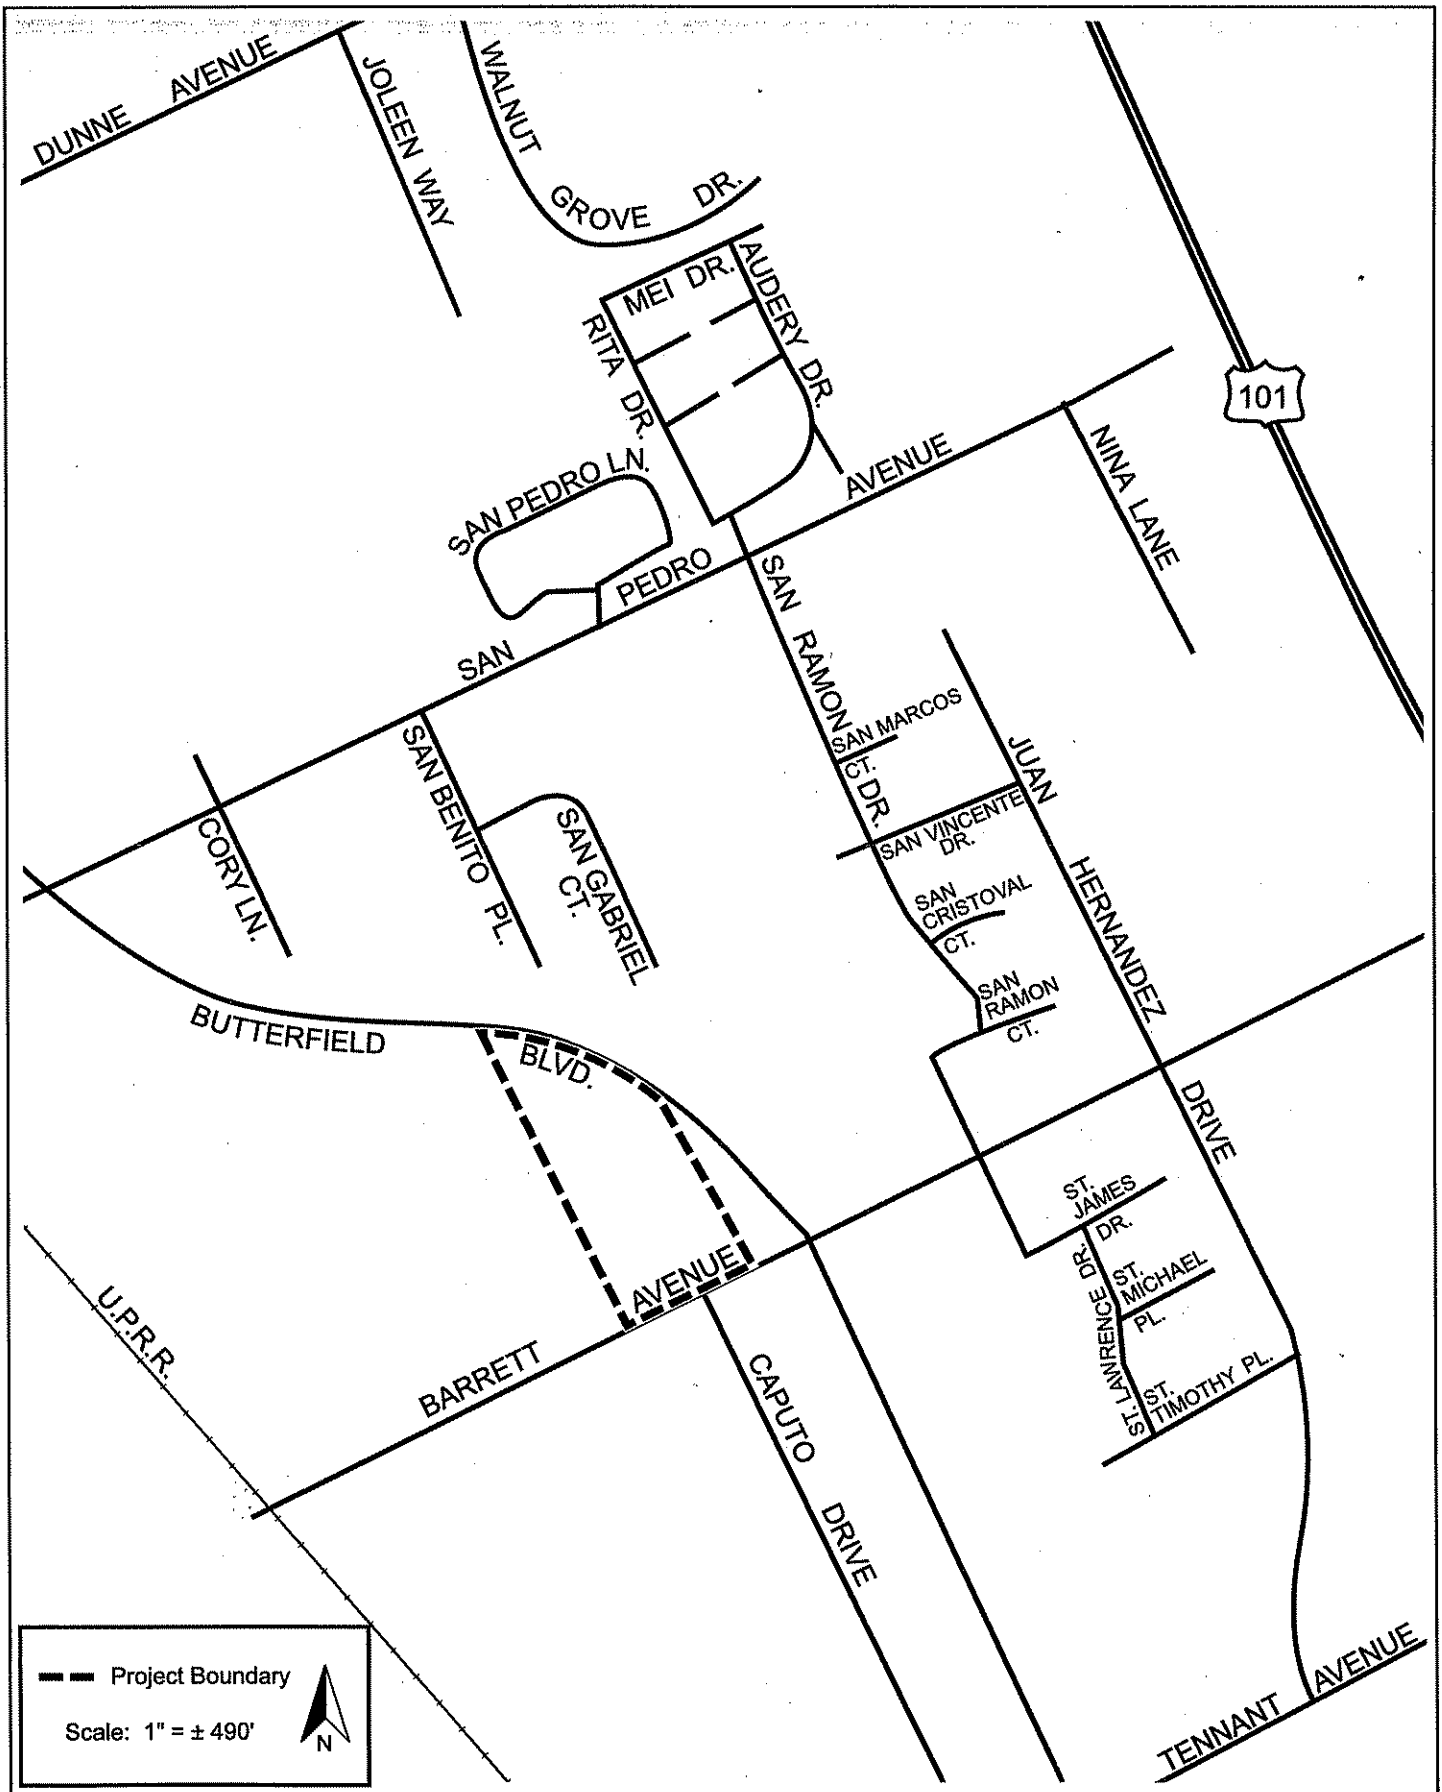 DUNNE AVENUE
JOLEEN WAY
WALNUT GROVE DR.
MEI DR.
AUDERY DR.
RITA DR.
101
SAN PEDRO LN.
SAN PEDRO AVENUE
NINA LANE
SAN RAMON DR.
SAN MARCOS
CT.
JUAN HERNANDEZ DRIVE
SAN BENITO PL.
SAN GABRIEL
CT.
CORY LN.
SAN VINCENTE
DR.
SAN
CRISTOVAL
CT.
SAN
RAMON
CT.
BUTTERFIELD BLVD.
ST.
JAMES
DR.
ST. LAWRENCE DR.
ST.
MICHAEL
PL.
ST.
TIMOTHY PL.
U.P.R.R.
BARRETT AVENUE
CAPUTO DRIVE
TENNANT AVENUE
Project Boundary
Scale: 1" = ± 490'
N